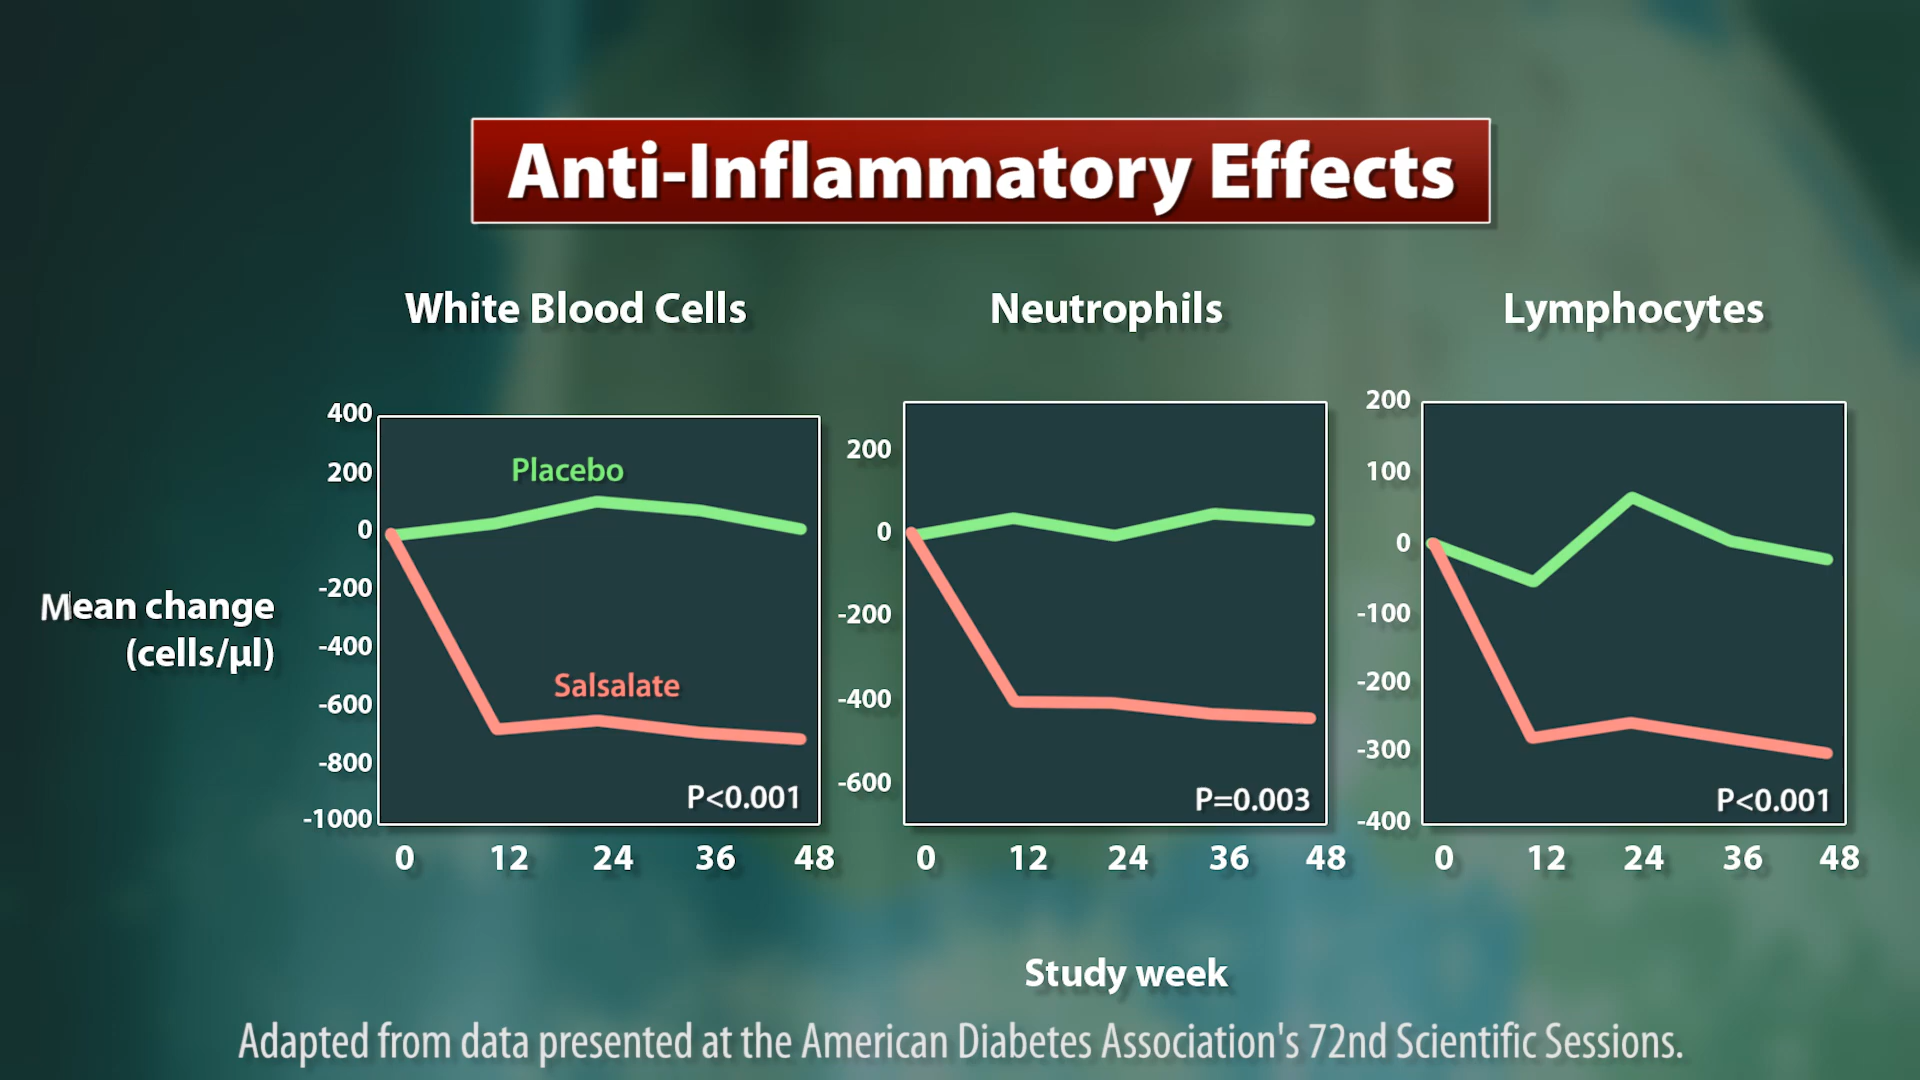 Anti-Inflammatory Effects
White Blood Cells
Neutrophils
Lymphocytes
Mean change
(cells/µl)
400
200
0
-200
-400
-600
-800
-1000
Placebo
Salsalate
P<0.001
0 12 24 36 48
200
0
-200
-400
-600
P=0.003
0 12 24 36 48
200
100
0
-100
-200
-300
-400
P<0.001
0 12 24 36 48
Study week
Adapted from data presented at the American Diabetes Association's 72nd Scientific Sessions.